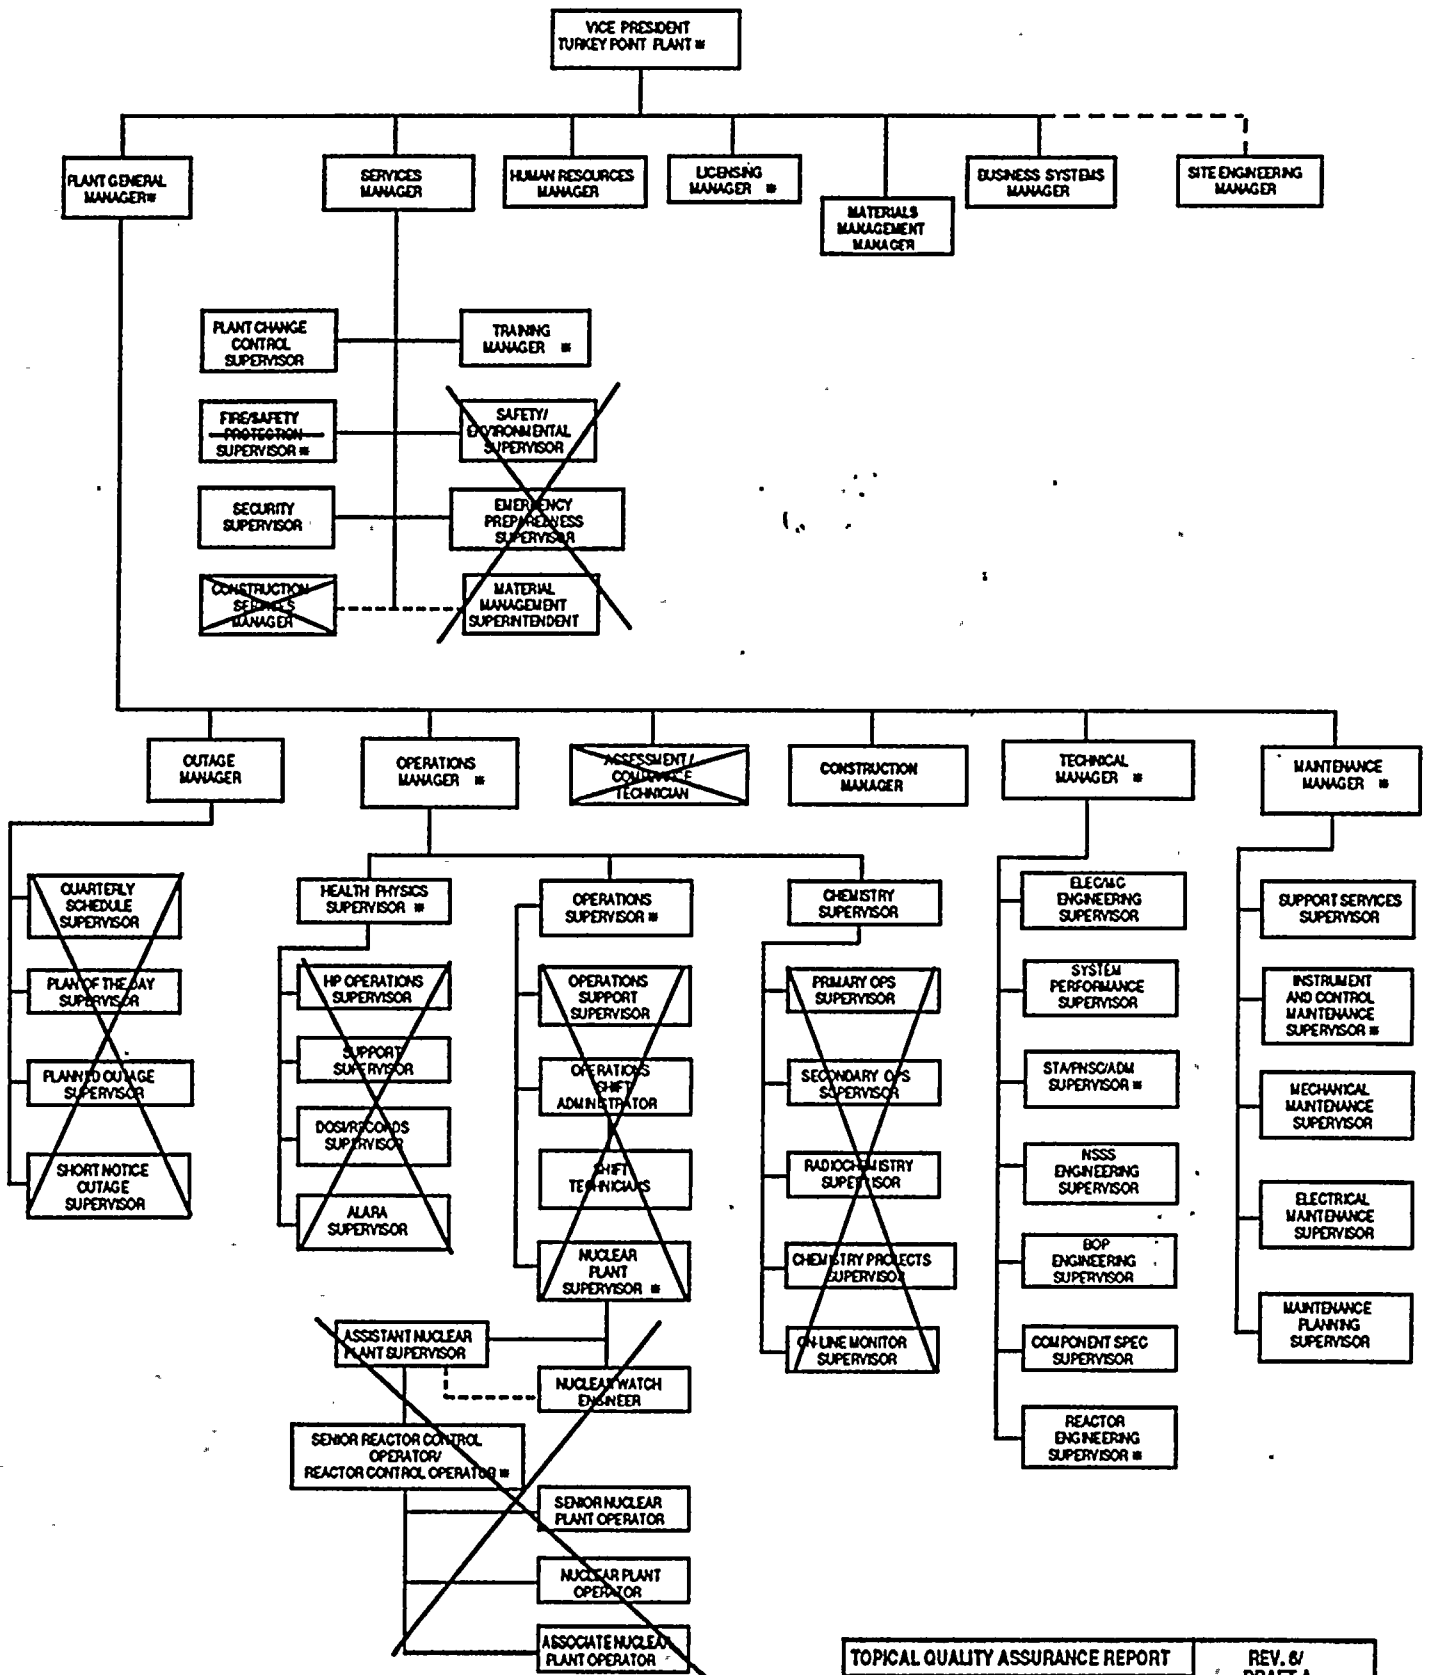 VICE PRESIDENT
TURKEY POINT PLANT ※
PLANT GENERAL
MANAGER※
SERVICES
MANAGER
HUMAN RESOURCES
MANAGER
LICENSING
MANAGER ※
MATERIALS
MANAGEMENT
MANAGER
BUSINESS SYSTEMS
MANAGER
SITE ENGINEERING
MANAGER
PLANT CHANGE
CONTROL
SUPERVISOR
TRAINING
MANAGER ※
FIRE/SAFETY
PROTECTION
SUPERVISOR ※
SAFETY/
ENVIRONMENTAL
SUPERVISOR
SECURITY
SUPERVISOR
EMERGENCY
PREPAREDNESS
SUPERVISOR
CONSTRUCTION
SERVICES
MANAGER
MATERIAL
MANAGEMENT
SUPERINTENDENT
OUTAGE
MANAGER
OPERATIONS
MANAGER ※
ASSESSMENT/
COMPLIANCE
TECHNICIAN
CONSTRUCTION
MANAGER
TECHNICAL
MANAGER ※
MAINTENANCE
MANAGER ※
QUARTERLY
SCHEDULE
SUPERVISOR
PLAN OF THE DAY
SUPERVISOR
PLANNED OUTAGE
SUPERVISOR
SHORT NOTICE
OUTAGE
SUPERVISOR
HEALTH PHYSICS
SUPERVISOR ※
HP OPERATIONS
SUPERVISOR
SUPPORT
SUPERVISOR
DOSI/RECORDS
SUPERVISOR
ALARA
SUPERVISOR
OPERATIONS
SUPERVISOR ※
OPERATIONS
SUPPORT
SUPERVISOR
OPERATIONS
SHIFT
ADMINISTRATOR
SHIFT
TECHNICIANS
NUCLEAR
PLANT
SUPERVISOR ※
ASSISTANT NUCLEAR
PLANT SUPERVISOR
NUCLEAR WATCH
ENGINEER
SENIOR REACTOR CONTROL
OPERATOR/
REACTOR CONTROL OPERATOR ※
SENIOR NUCLEAR
PLANT OPERATOR
NUCLEAR PLANT
OPERATOR
ASSOCIATE NUCLEAR
PLANT OPERATOR
CHEMISTRY
SUPERVISOR
PRIMARY OPS
SUPERVISOR
SECONDARY OPS
SUPERVISOR
RADIOCHEMISTRY
SUPERVISOR
CHEMISTRY PROJECTS
SUPERVISOR
ON-LINE MONITOR
SUPERVISOR
ELEC/I&C
ENGINEERING
SUPERVISOR
SYSTEM
PERFORMANCE
SUPERVISOR
STA/PNSC/ADM
SUPERVISOR ※
NSSS
ENGINEERING
SUPERVISOR
BOP
ENGINEERING
SUPERVISOR
COMPONENT SPEC
SUPERVISOR
REACTOR
ENGINEERING
SUPERVISOR ※
SUPPORT SERVICES
SUPERVISOR
INSTRUMENT
AND CONTROL
MAINTENANCE
SUPERVISOR ※
MECHANICAL
MAINTENANCE
SUPERVISOR
ELECTRICAL
MAINTENANCE
SUPERVISOR
MAINTENANCE
PLANNING
SUPERVISOR
TOPICAL QUALITY ASSURANCE REPORT
REV. 6/
DRAFT A